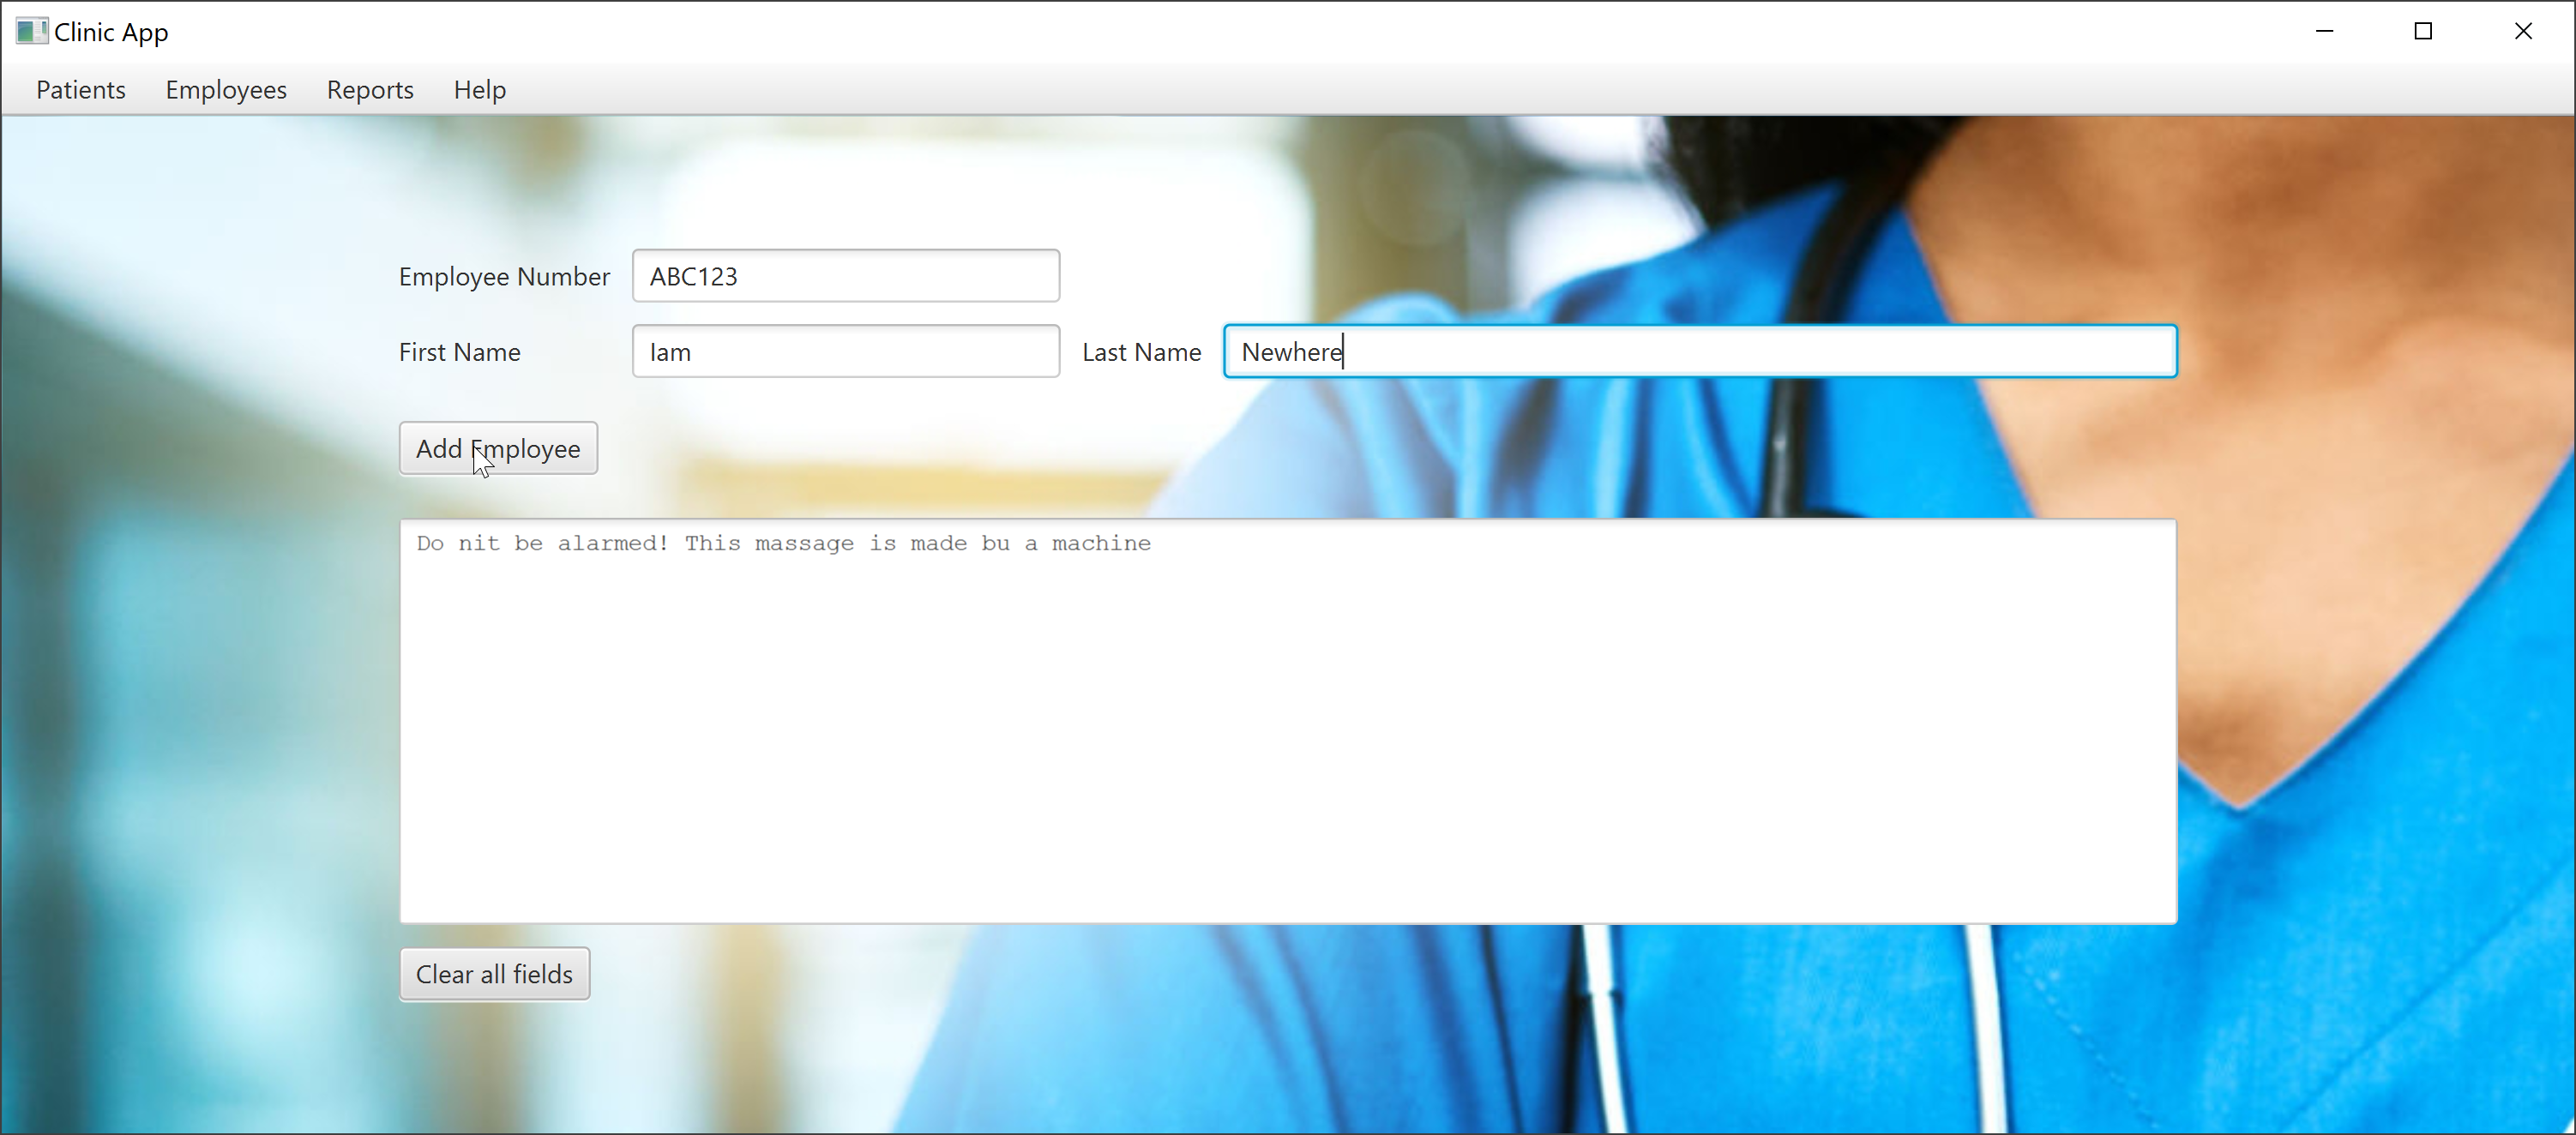 Clinic App
Patients Employees Reports Help
Employee Number ABC123
First Name Iam Last Name Newhere
Add Employee
Do nit be alarmed! This massage is made bu a machine
Clear all fields